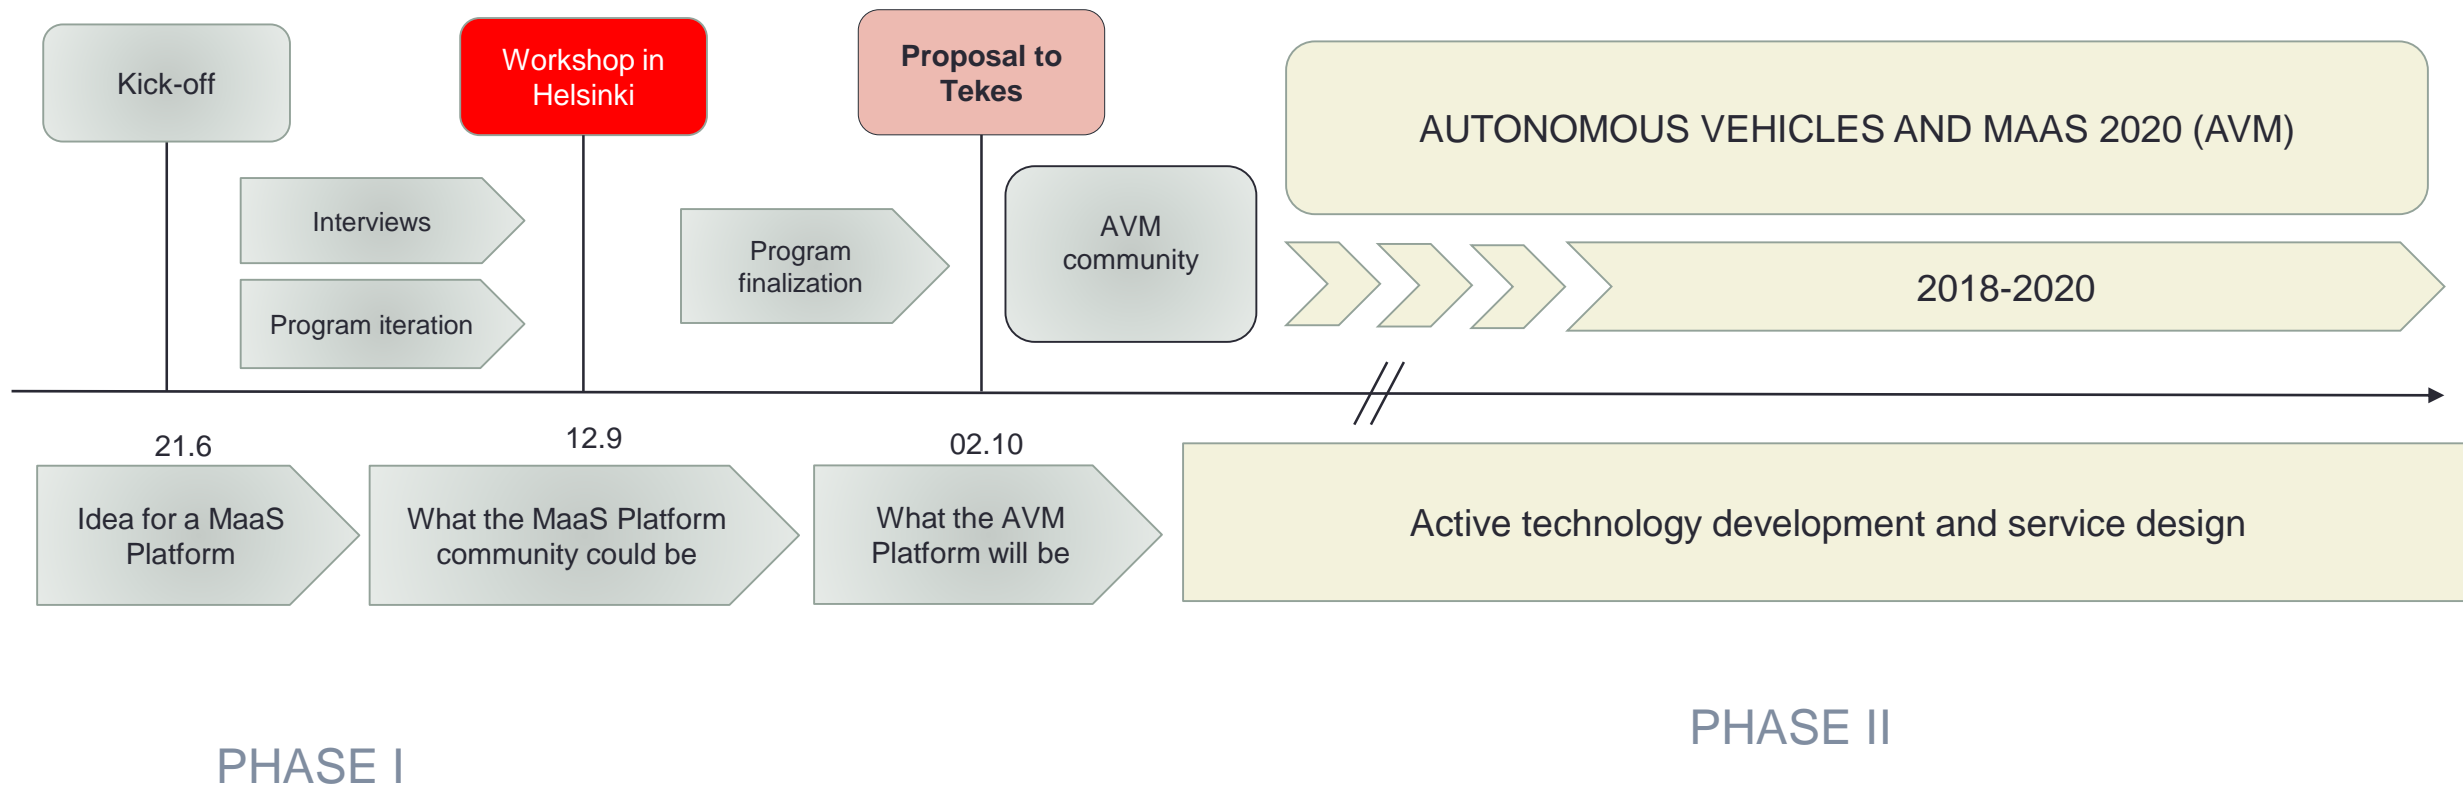 Kick-off
Workshop in
Helsinki
Proposal to
Tekes
AUTONOMOUS VEHICLES AND MAAS 2020 (AVM)
Interviews
Program iteration
Program
finalization
AVM
community
2018-2020
21.6
12.9
02.10
Idea for a MaaS
Platform
What the MaaS Platform
community could be
What the AVM
Platform will be
Active technology development and service design
PHASE I
PHASE II